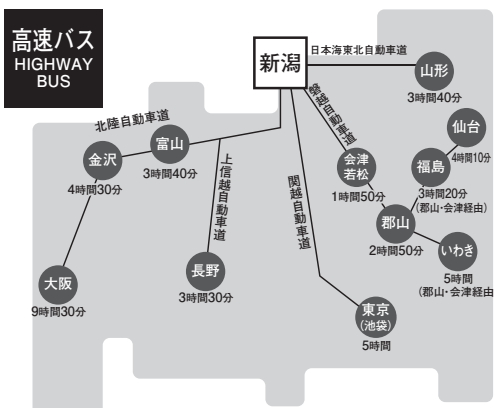 高速バス
HIGHWAY
BUS
新潟
日本海東北自動車道
山形
3時間40分
磐越自動車道
仙台
4時間10分
北陸自動車道
富山
3時間40分
金沢
4時間30分
上信越自動車道
関越自動車道
会津
若松
1時間50分
福島
3時間20分
(郡山・会津経由)
郡山
2時間50分
いわき
5時間
(郡山・会津経由
大阪
9時間30分
長野
3時間30分
東京
(池袋)
5時間